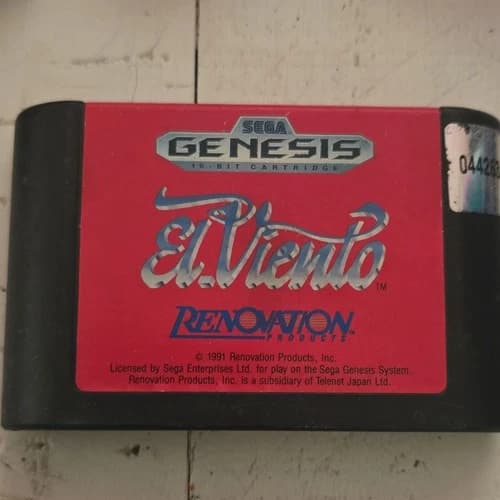 SEGA
GENESIS
16-BIT CARTRIDGE
El.Viento
TM
RENOVATION
PRODUCTS
© 1991 Renovation Products, Inc.
Licensed by Sega Enterprises Ltd. for play on the Sega Genesis System.
Renovation Products, Inc. is a subsidiary of Telenet Japan Ltd.